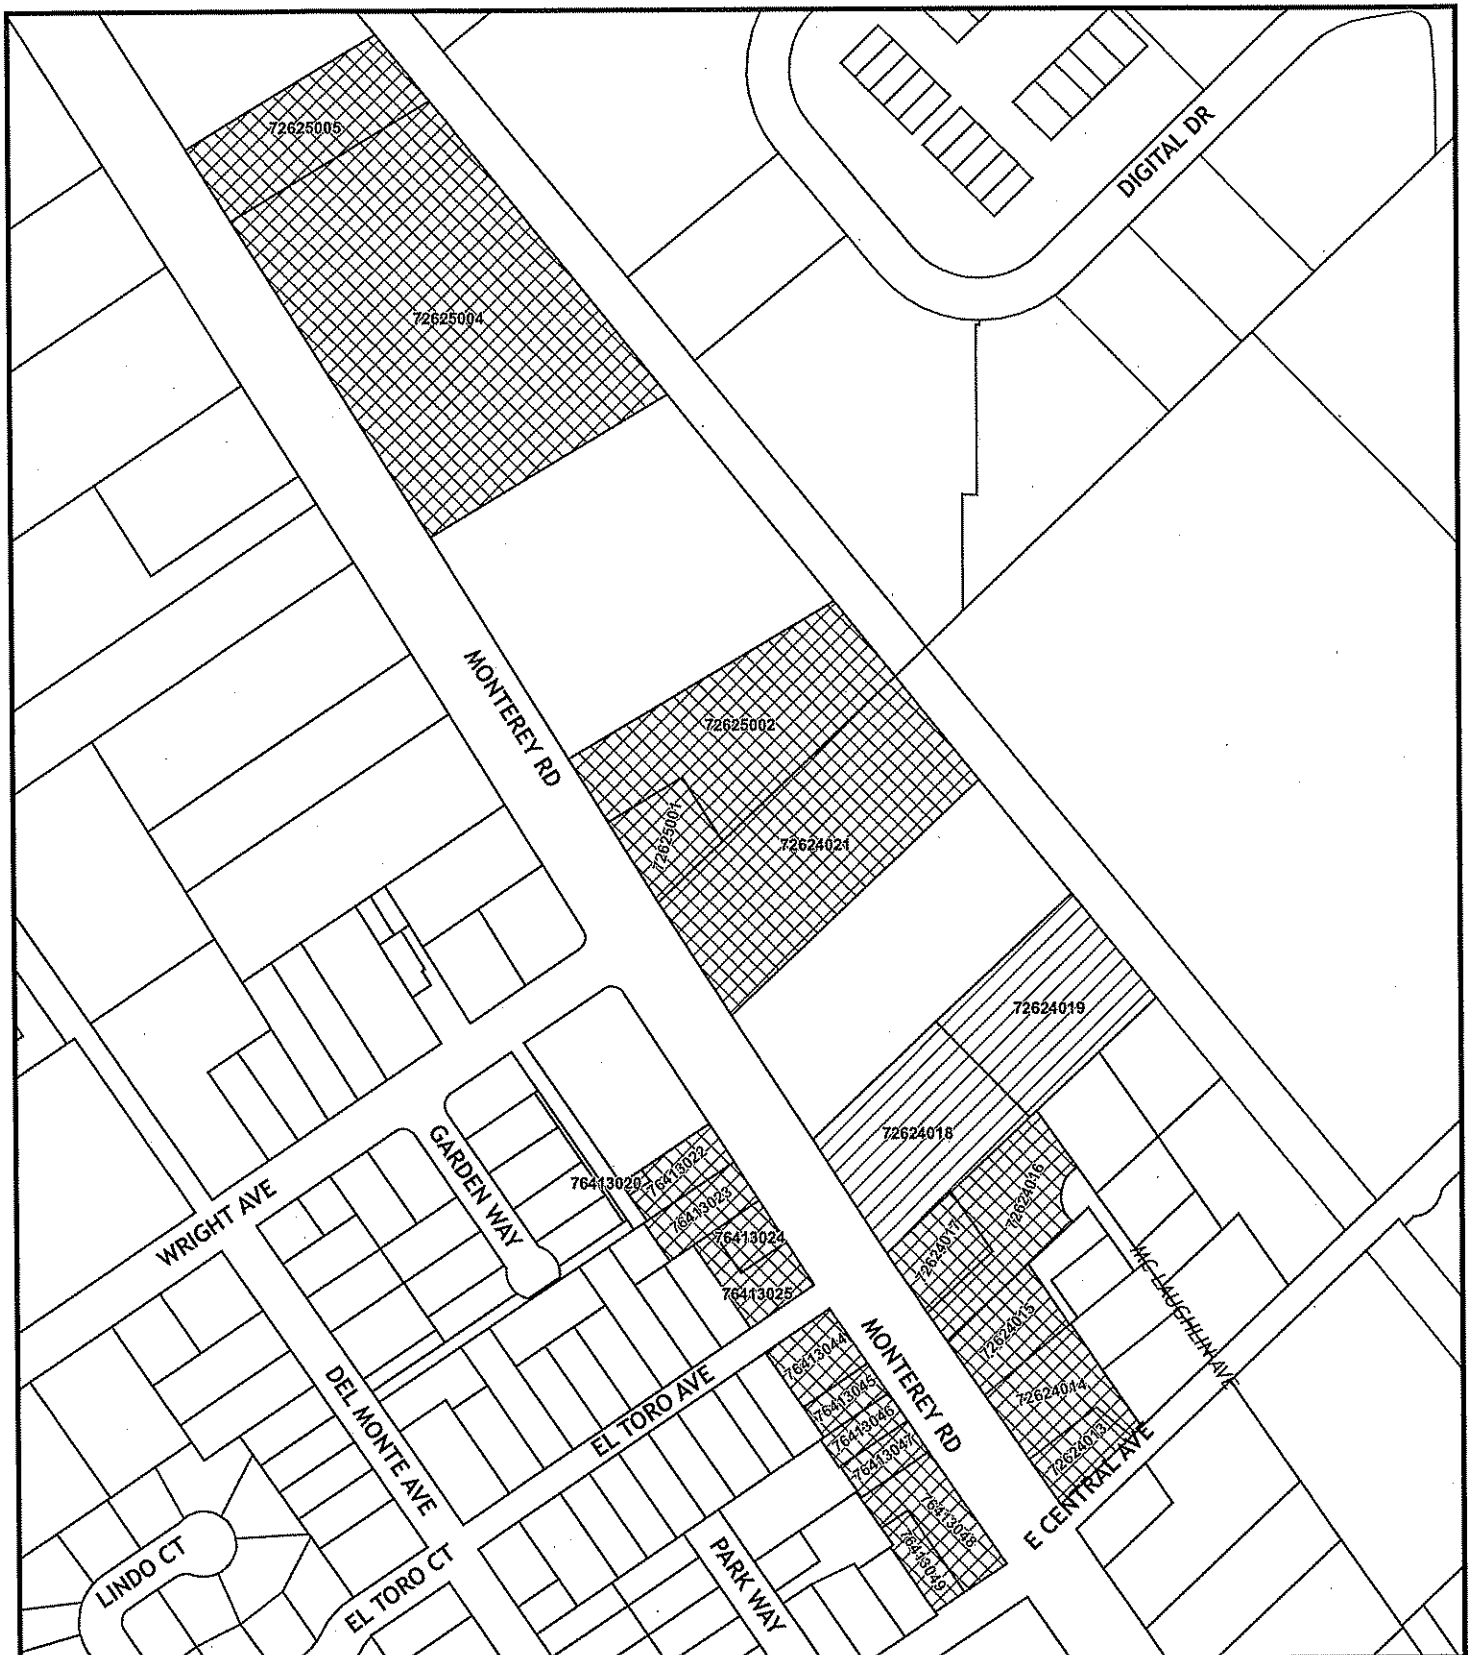 72625005
DIGITAL DR
72625004
MONTEREY RD
72625002
72625001
72624021
72624019
72624018
GARDEN WAY
76413020
76413022
72624016
WRIGHT AVE
76413023
76413024
72624017
76413025
MC LAUGHLIN AVE
72624015
76413044
MONTEREY RD
DEL MONTE AVE
EL TORO AVE
76413045
72624014
76413046
76413047
72624013
E CENTRAL AVE
76413048
76413049
LINDO CT
EL TORO CT
PARK WAY